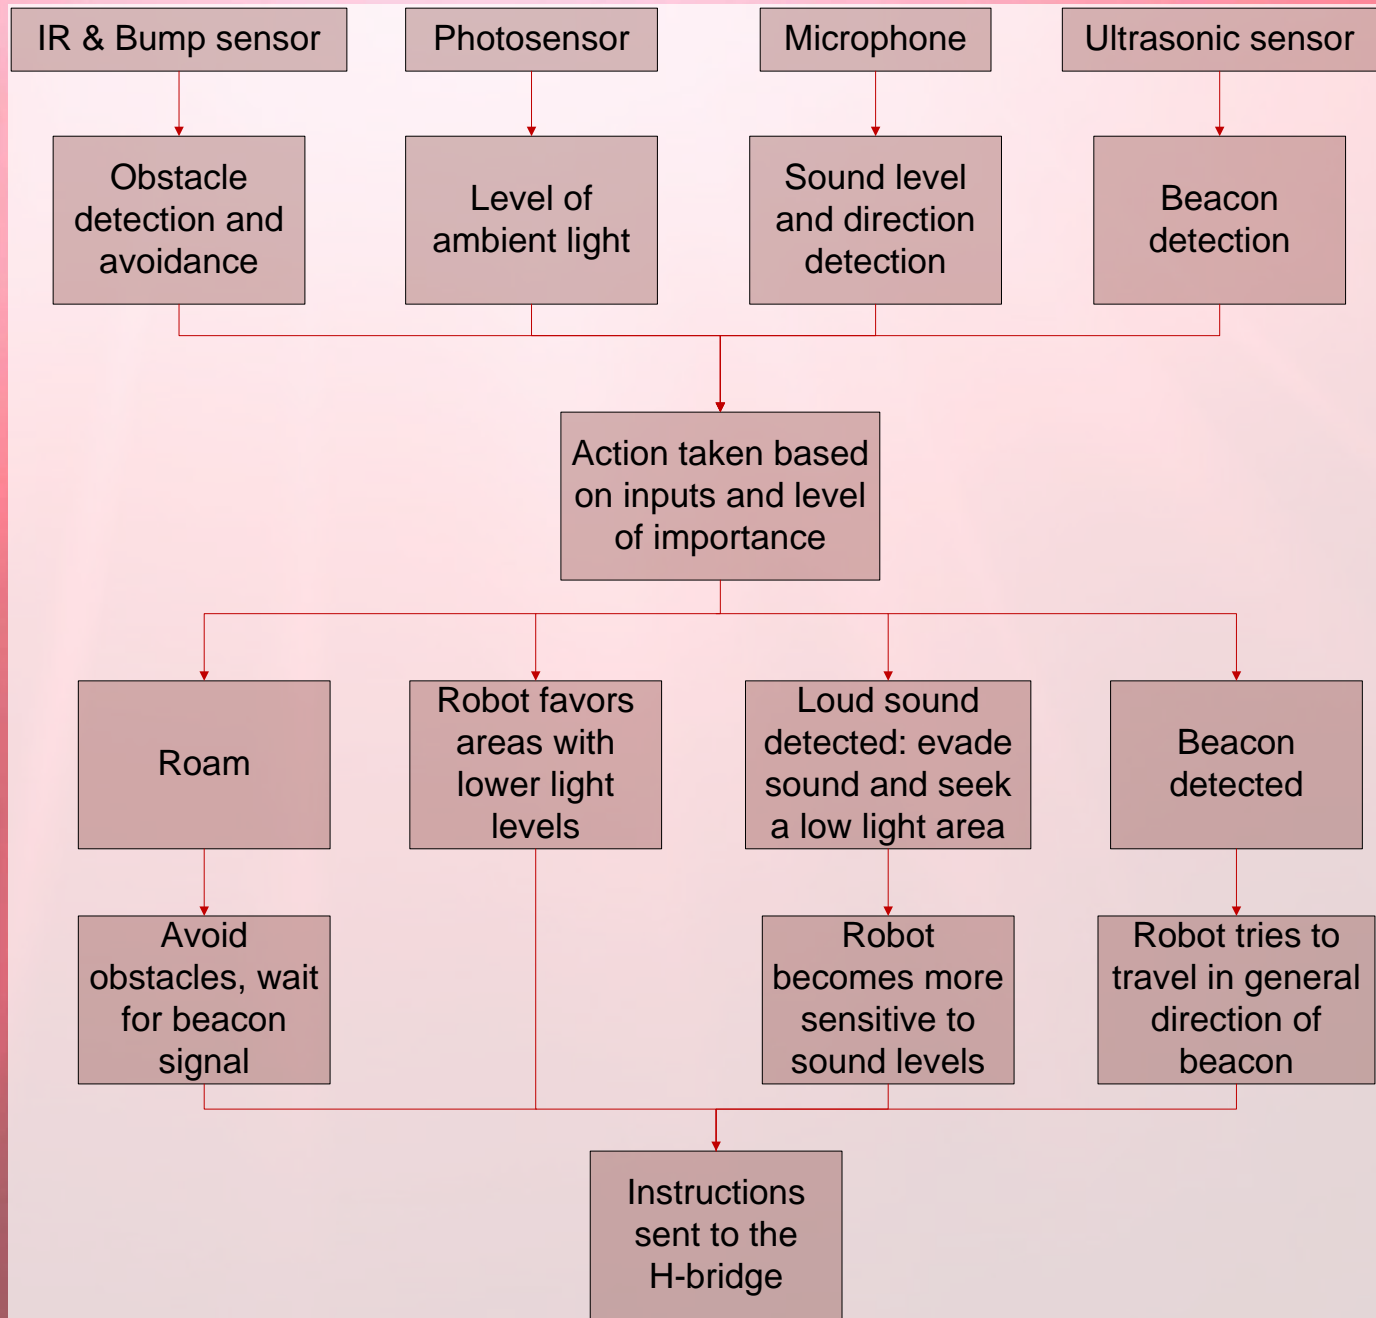 IR & Bump sensor
Photosensor
Microphone
Ultrasonic sensor
Obstacle
detection and
avoidance
Level of
ambient light
Sound level
and direction
detection
Beacon
detection
Action taken based
on inputs and level
of importance
Roam
Robot favors
areas with
lower light
levels
Loud sound
detected: evade
sound and seek
a low light area
Beacon
detected
Avoid
obstacles, wait
for beacon
signal
Robot
becomes more
sensitive to
sound levels
Robot tries to
travel in general
direction of
beacon
Instructions
sent to the
H-bridge